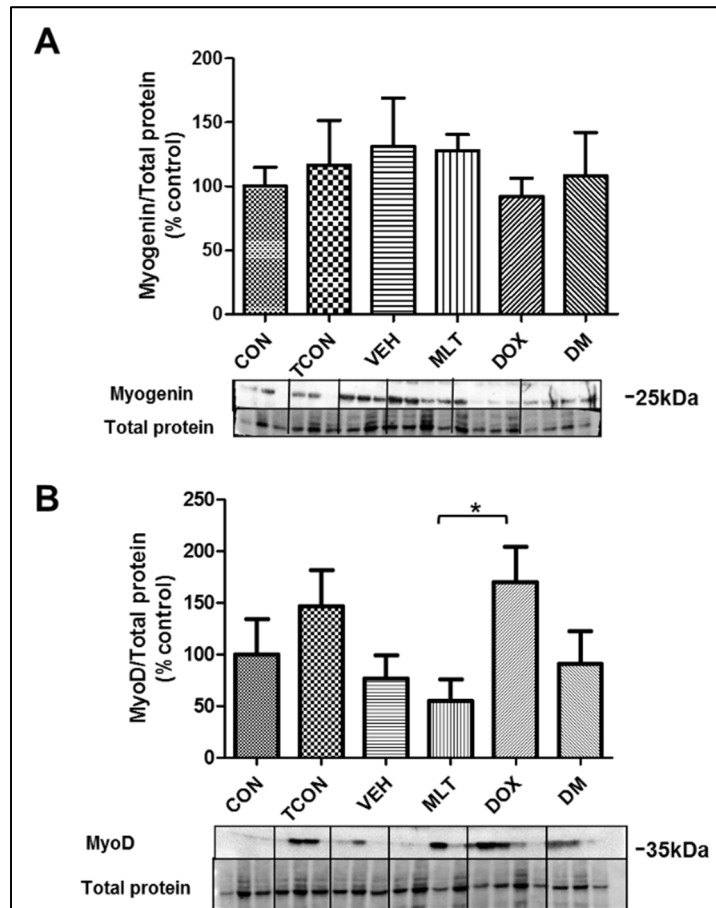 A
Myogenin/Total protein
(% control)
200
150
100
50
0
CON
TCON
VEH
MLT
DOX
DM
Myogenin
-25kDa
Total protein
B
MyoD/Total protein
(% control)
250
200
150
100
50
0
*
CON
TCON
VEH
MLT
DOX
DM
MyoD
-35kDa
Total protein